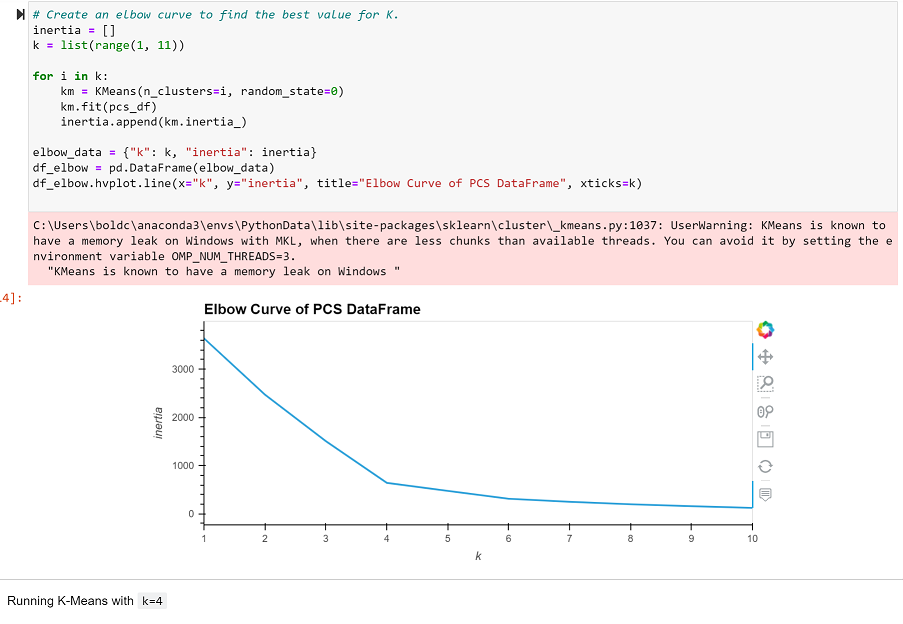 # Create an elbow curve to find the best value for K.
inertia = []
k = list(range(1, 11))
for i in k:
    km = KMeans(n_clusters=i, random_state=0)
    km.fit(pcs_df)
    inertia.append(km.inertia_)
elbow_data = {"k": k, "inertia": inertia}
df_elbow = pd.DataFrame(elbow_data)
df_elbow.hvplot.line(x="k", y="inertia", title="Elbow Curve of PCS DataFrame", xticks=k)
C:\Users\boldc\anaconda3\envs\PythonData\lib\site-packages\sklearn\cluster\_kmeans.py:1037: UserWarning: KMeans is known to
have a memory leak on Windows with MKL, when there are less chunks than available threads. You can avoid it by setting the e
nvironment variable OMP_NUM_THREADS=3.
  "KMeans is known to have a memory leak on Windows "
4]:
Elbow Curve of PCS DataFrame
3000
2000
1000
0
inertia
1 2 3 4 5 6 7 8 9 10
k
Running K-Means with k=4